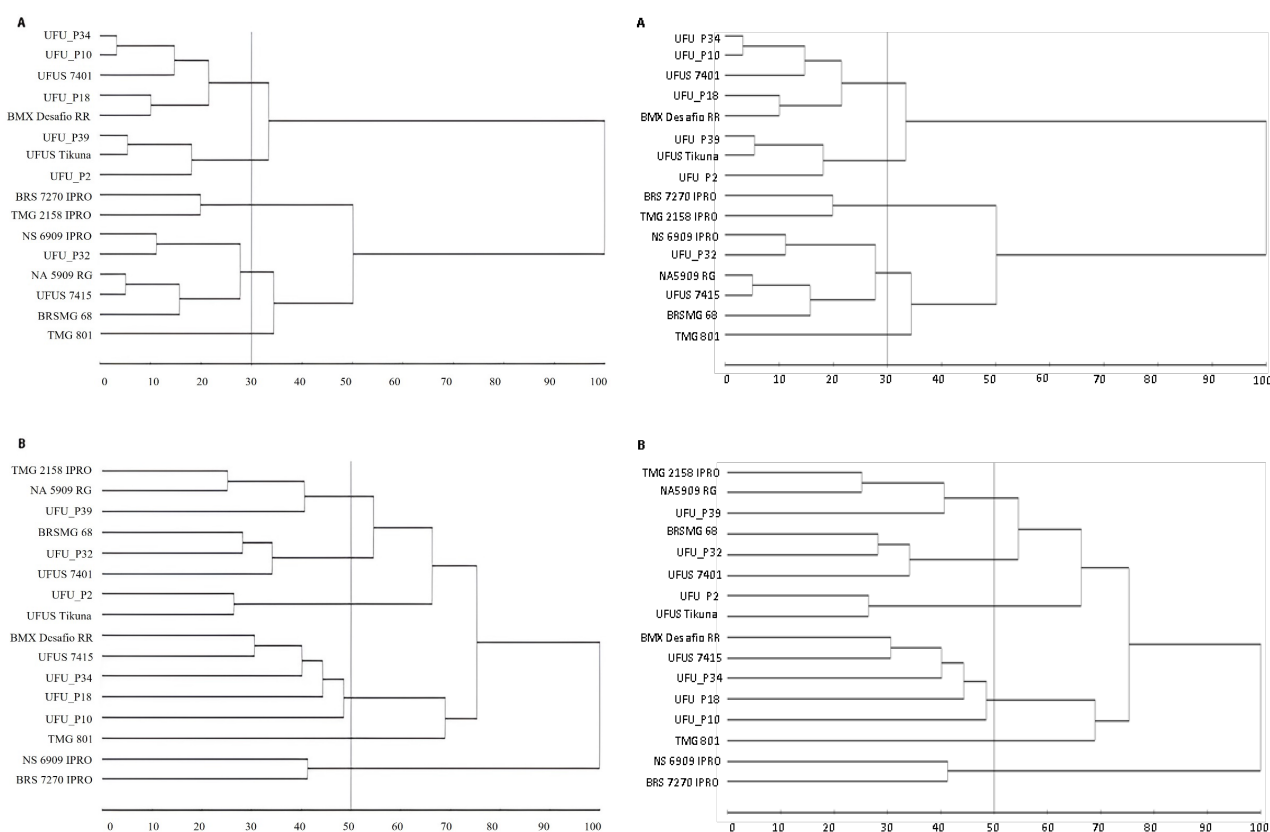 A
UFU_P34
UFU_P10
UFUS 7401
UFU_P18
BMX Desafio RR
UFU_P39
UFUS Tikuna
UFU_P2
BRS 7270 IPRO
TMG 2158 IPRO
NS 6909 IPRO
UFU_P32
NA 5909 RG
UFUS 7415
BRSMG 68
TMG 801
0 10 20 30 40 50 60 70 80 90 100
A
UFU_P34
UFU_P10
UFUS 7401
UFU_P18
BMX Desafio RR
UFU P39
UFUS Tikuna
UFU P2
BRS 7270 IPRO
TMG 2158 IPRO
NS 6909 IPRO
UFU_P32
NA5909 RG
UFUS 7415
BRSMG 68
TMG 801
0 10 20 30 40 50 60 70 80 90 100
B
TMG 2158 IPRO
NA 5909 RG
UFU_P39
BRSMG 68
UFU_P32
UFUS 7401
UFU_P2
UFUS Tikuna
BMX Desafio RR
UFUS 7415
UFU_P34
UFU_P18
UFU_P10
TMG 801
NS 6909 IPRO
BRS 7270 IPRO
0 10 20 30 40 50 60 70 80 90 100
B
TMG 2158 IPRO
NA5909 RG
UFU_P39
BRSMG 68
UFU_P32
UFUS 7401
UFU P2
UFUS Tikuna
BMX Desafio RR
UFUS 7415
UFU_P34
UFU P18
UFU_P10
TMG 801
NS 6909 IPRO
BRS 7270 IPRO
0 10 20 30 40 50 60 70 80 90 100